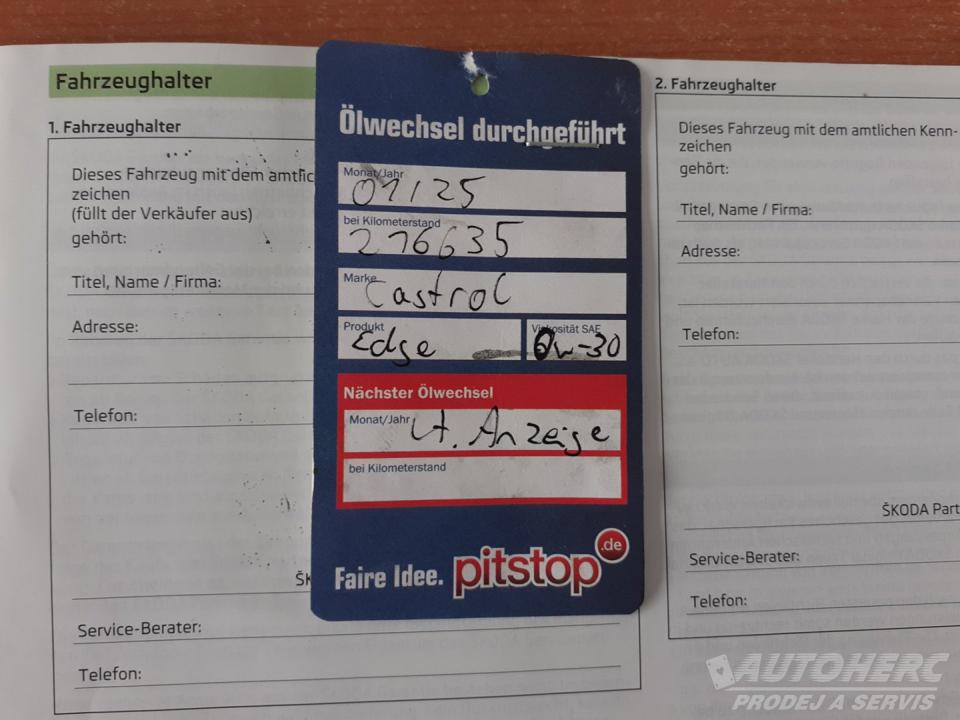 Fahrzeughalter
1. Fahrzeughalter
Dieses Fahrzeug mit dem amtlic
zeichen
(füllt der Verkäufer aus)
gehört:
Titel, Name / Firma:
Adresse:
Telefon:
ŠK
Service-Berater:
Telefon:
Ölwechsel durchgeführt
Monat/Jahr
01/25
bei Kilometerstand
216635
Marke
Castrol
Produkt
Edge
Viskosität SAE
0w-30
Nächster Ölwechsel
Monat/Jahr
Lt. Anzeige
bei Kilometerstand
Faire Idee. pitstop.de
2. Fahrzeughalter
Dieses Fahrzeug mit dem amtlichen Kenn-
zeichen
gehört:
Titel, Name / Firma:
Adresse:
Telefon:
ŠKODA Part
Service-Berater:
Telefon:
AUTOHERC
PRODEJ A SERVIS